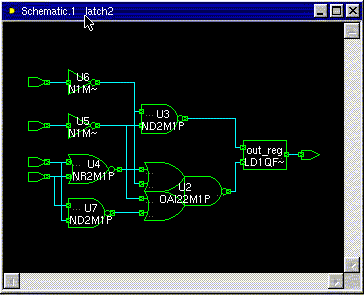 Schematic.1 latch2
U6
N1M~
U3
... ND2M1P
U5
N1M~
out_reg
LD1QF~
... U4
NR2M1P
U2
OAI22M1P
... U7
ND2M1P